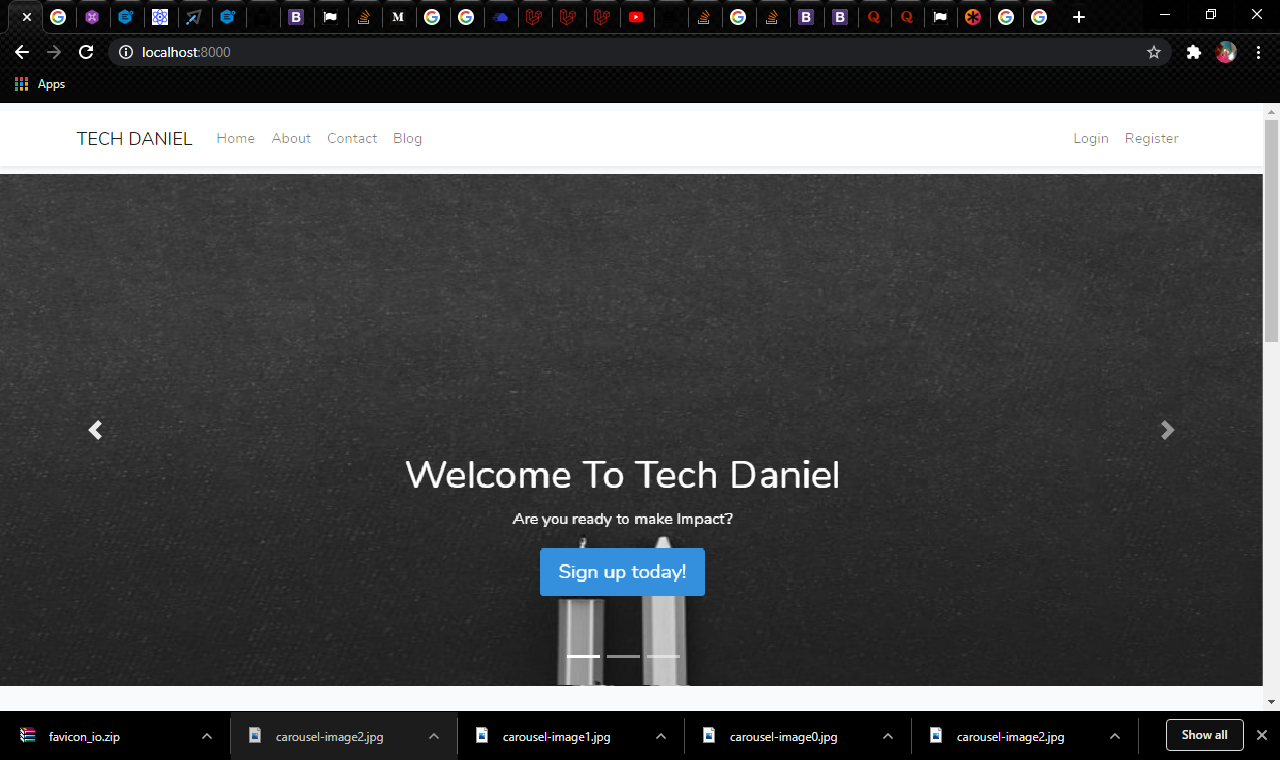 localhost:8000
Apps
TECH DANIEL Home About Contact Blog Login Register
Welcome To Tech Daniel
Are you ready to make Impact?
Sign up today!
favicon_io.zip carousel-image2.jpg carousel-image1.jpg carousel-image0.jpg carousel-image2.jpg Show all